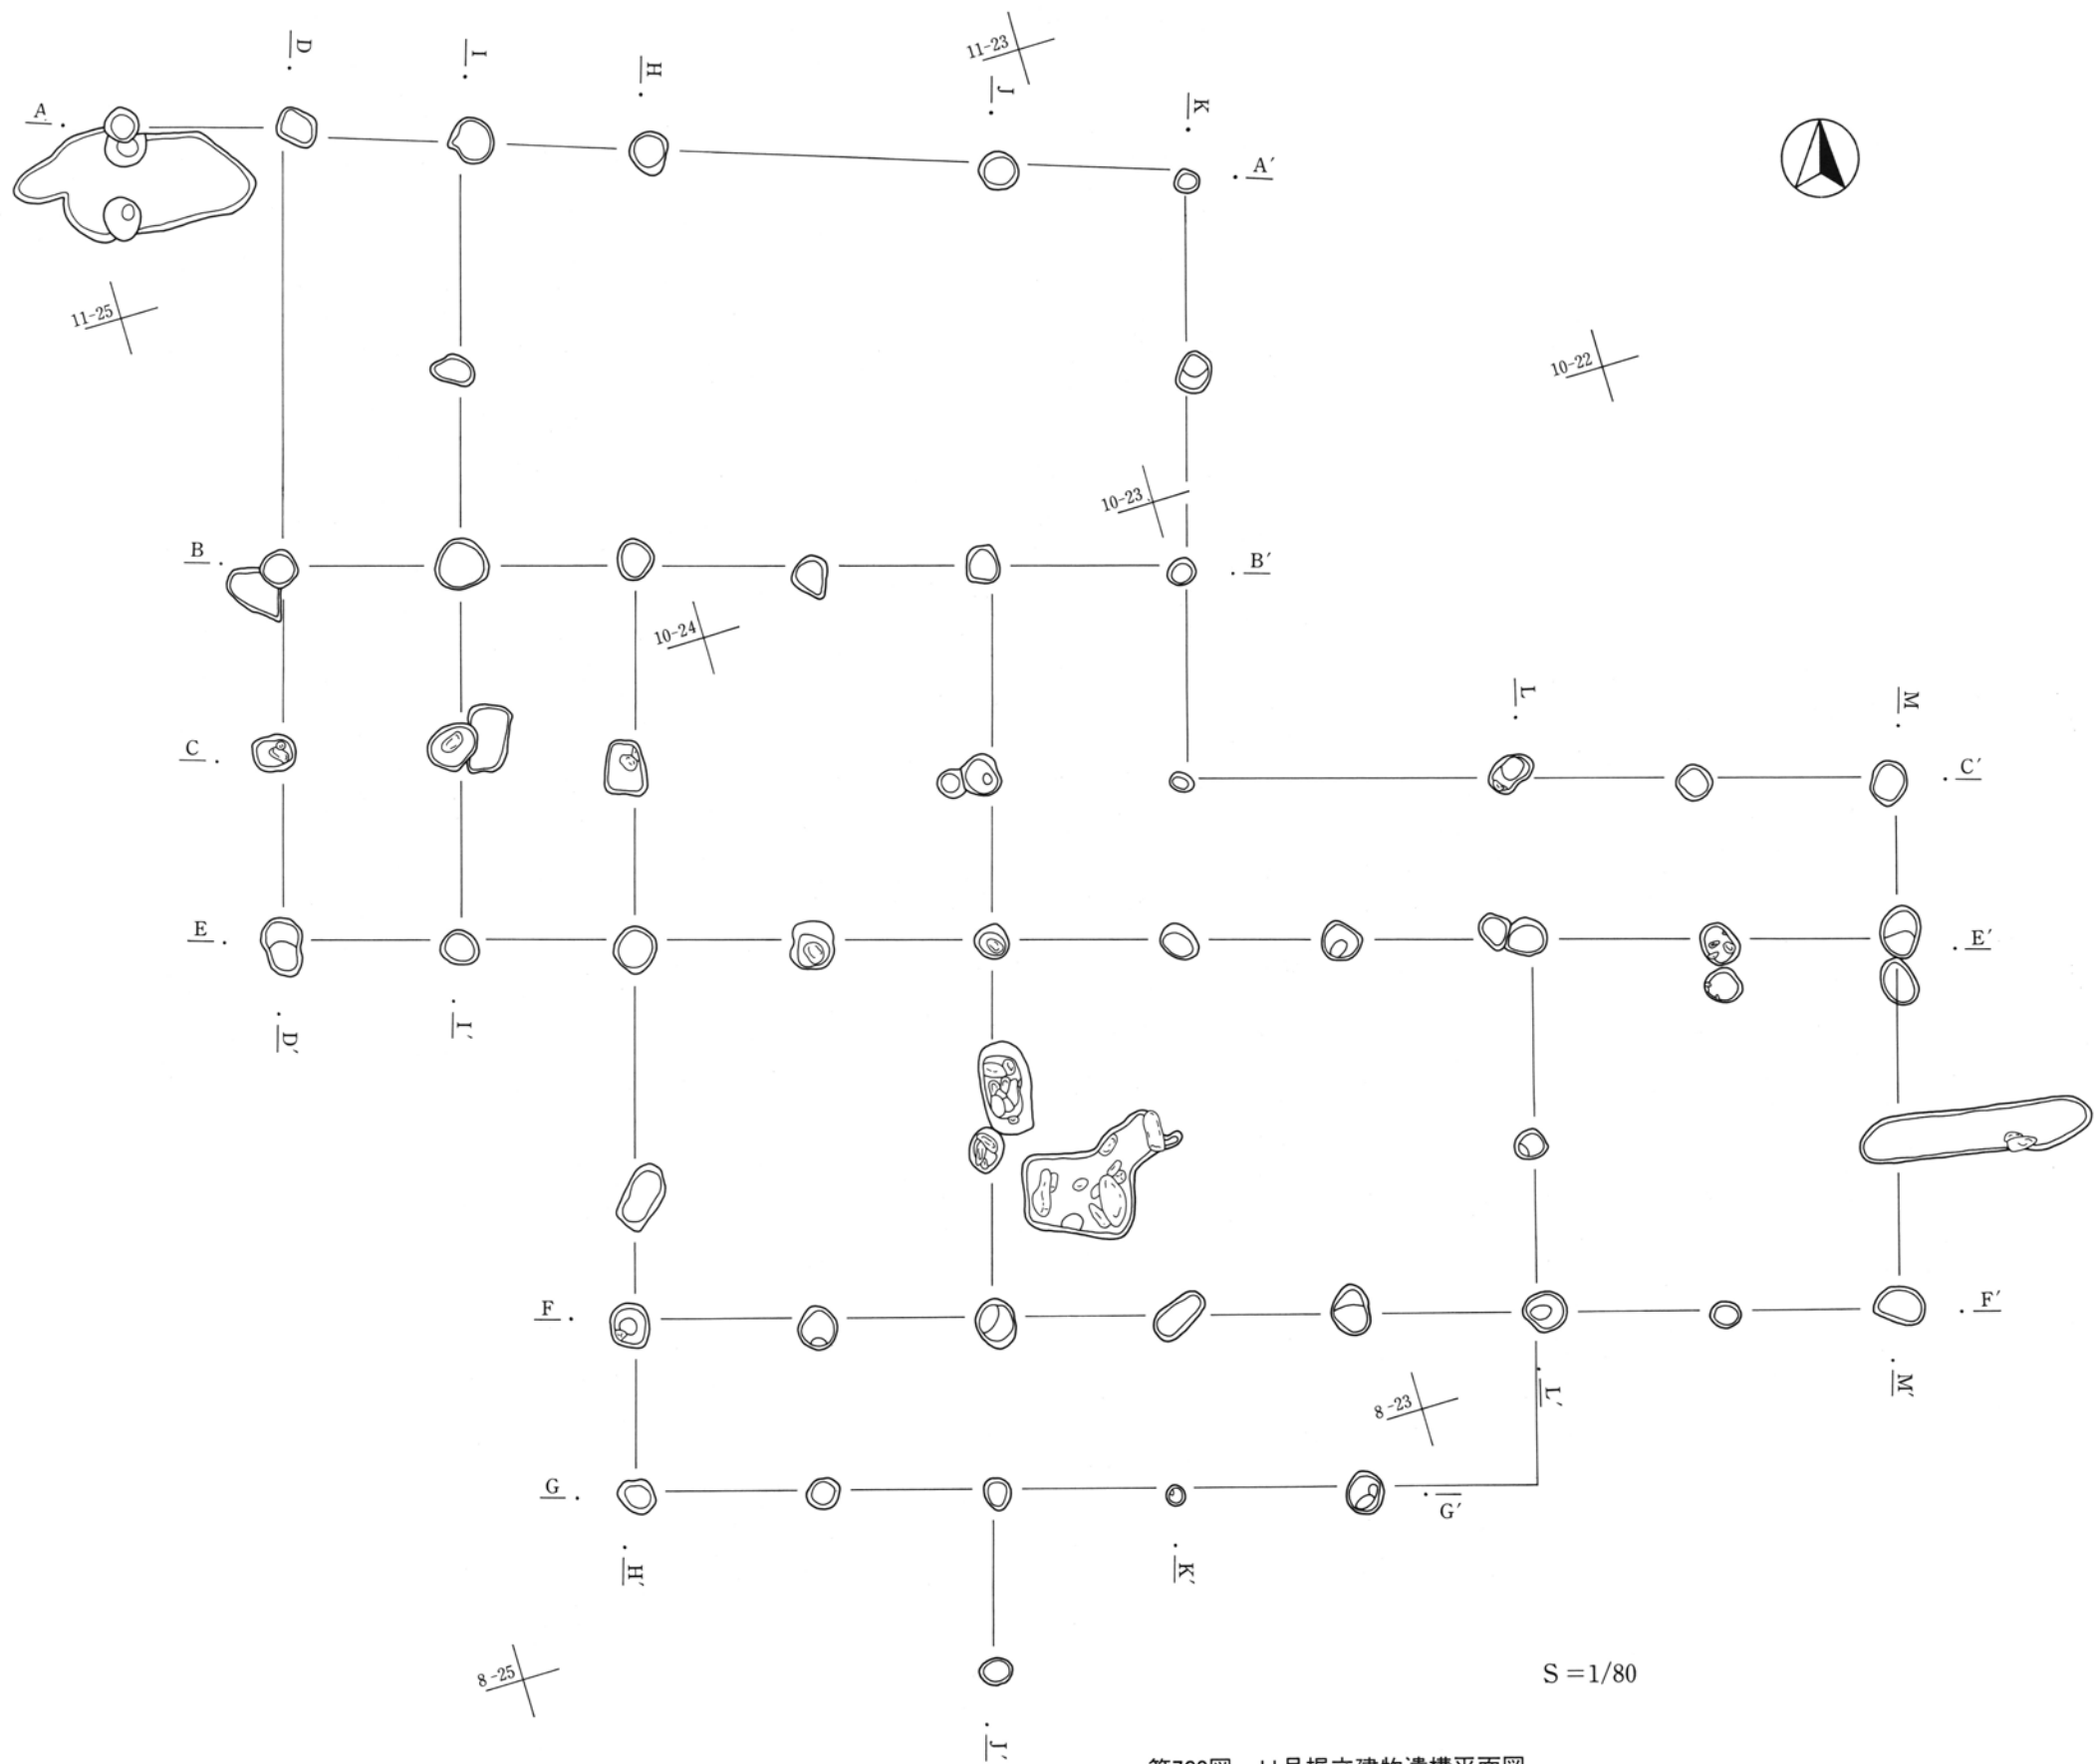 D
I
H
11-23
J
K
A
A′
11-25
10-22
10-23
B
B′
10-24
L
M
C
C′
E
E′
D′
I′
F
F′
L′
M′
8-23
G
G′
H′
K′
8-25
S=1/80
J′